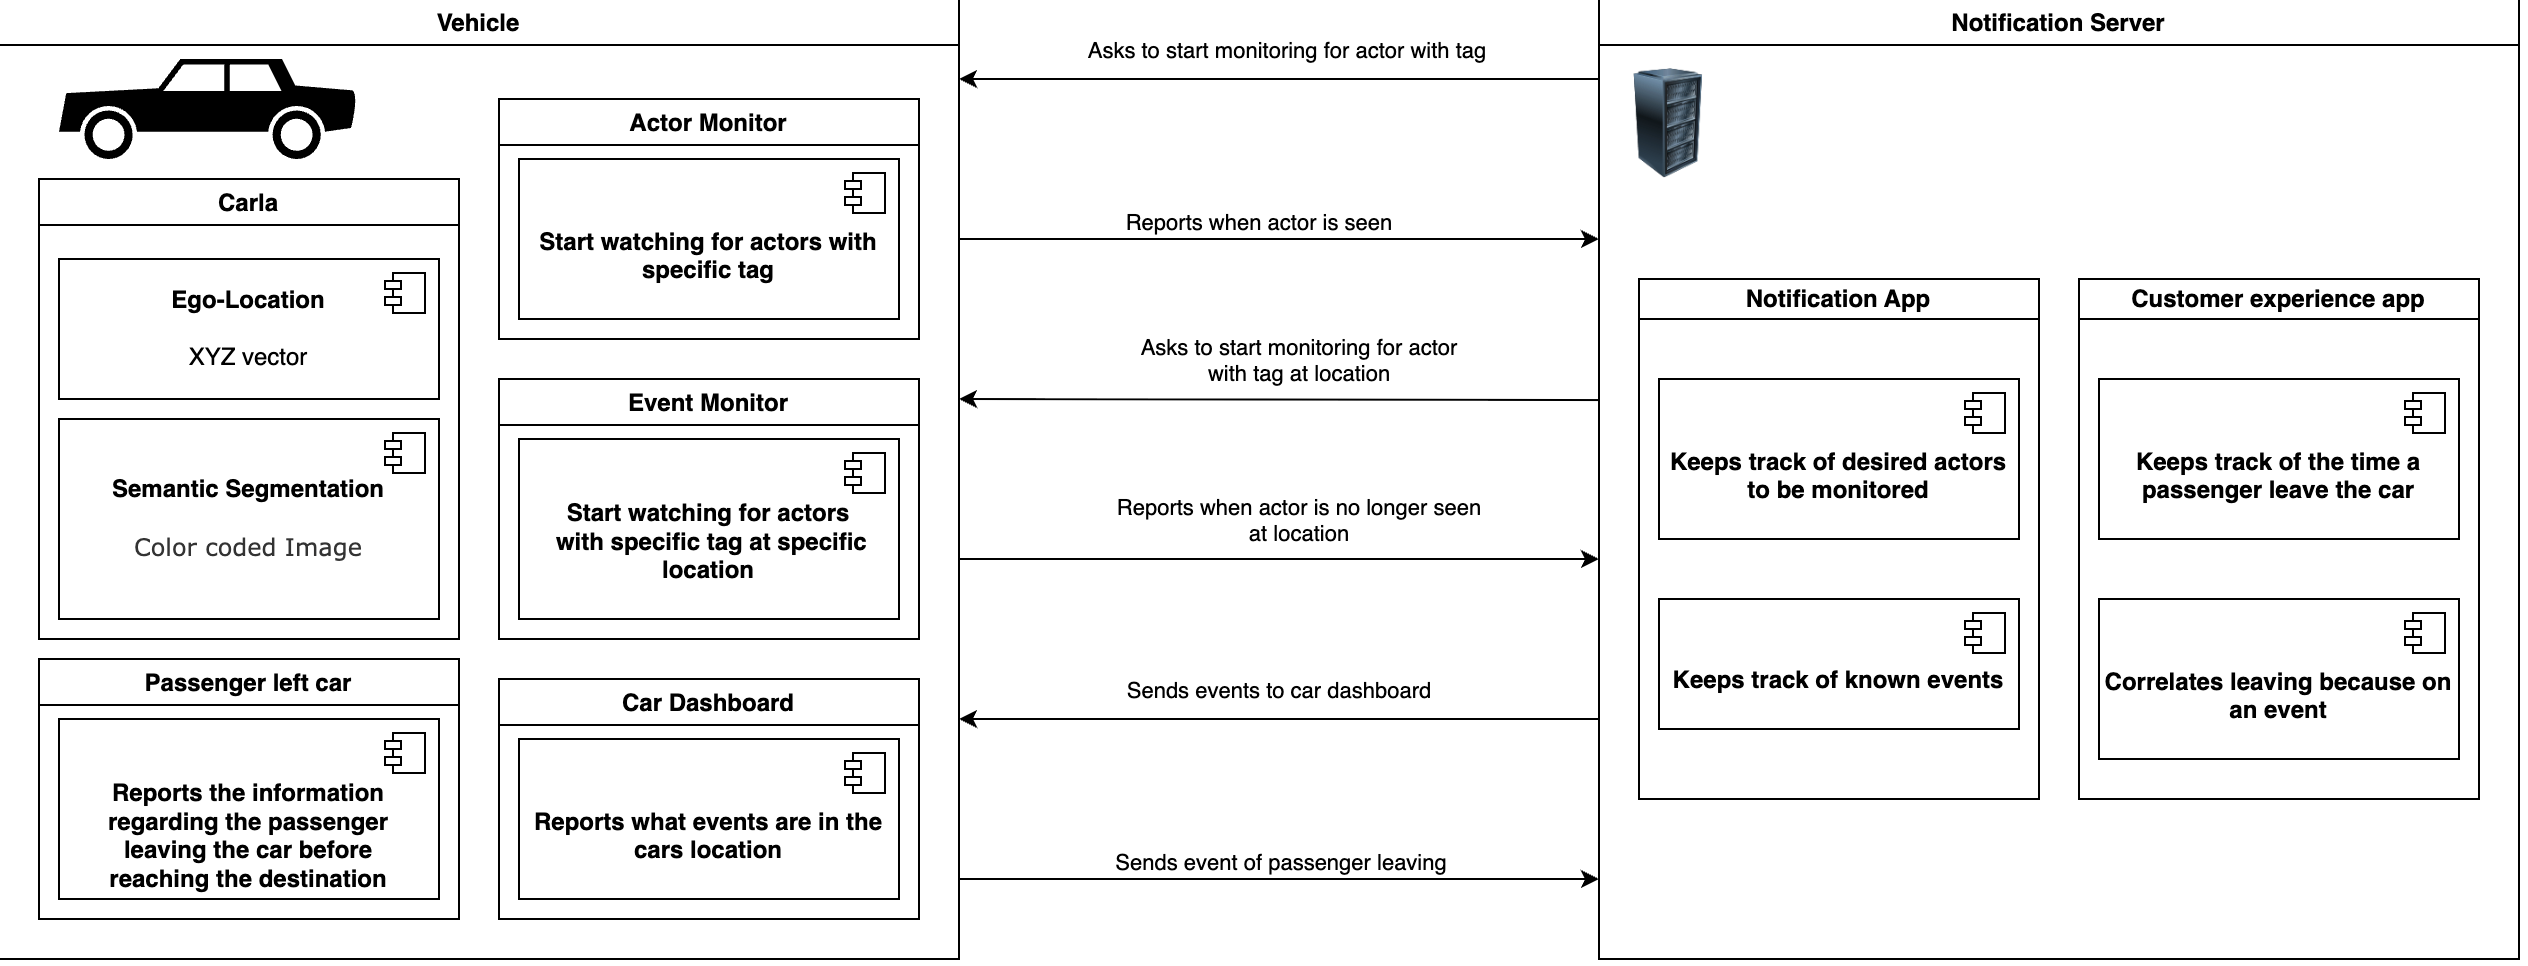 Vehicle
Carla
Ego-Location
XYZ vector
Semantic Segmentation
Color coded Image
Passenger left car
Reports the information
regarding the passenger
leaving the car before
reaching the destination
Actor Monitor
Start watching for actors with
specific tag
Event Monitor
Start watching for actors
with specific tag at specific
location
Car Dashboard
Reports what events are in the
cars location
Asks to start monitoring for actor with tag
Reports when actor is seen
Asks to start monitoring for actor
with tag at location
Reports when actor is no longer seen
at location
Sends events to car dashboard
Sends event of passenger leaving
Notification Server
Notification App
Keeps track of desired actors
to be monitored
Keeps track of known events
Customer experience app
Keeps track of the time a
passenger leave the car
Correlates leaving because on
an event